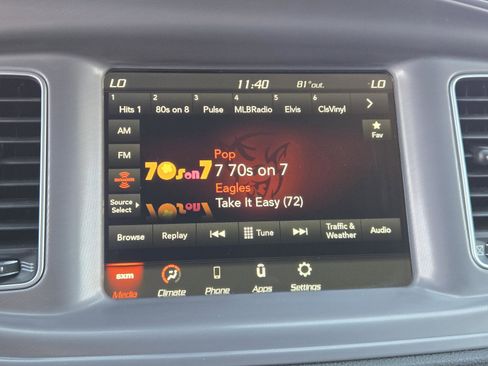 LO 11:40 81°out. LO
1 2 3 4 5 6
Hits 1 80s on 8 Pulse MLBRadio Elvis ClsVinyl
AM
Fav
FM
Pop
70s on 7 7 70s on 7
Eagles
Source Select Take It Easy (72)
Browse Replay Tune Traffic & Weather Audio
sxm
Media Climate Phone Apps Settings